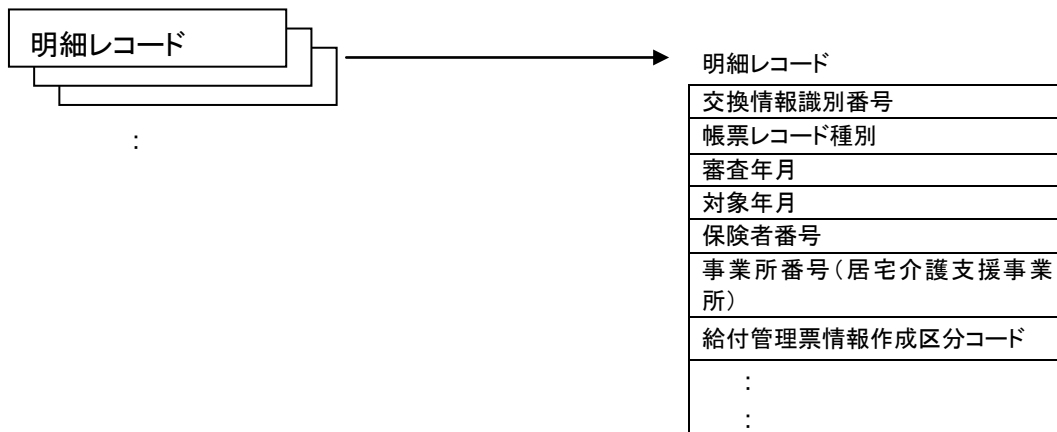 明細レコード
:
明細レコード
交換情報識別番号
帳票レコード種別
審査年月
対象年月
保険者番号
事業所番号（居宅介護支援事業
所）
給付管理票情報作成区分コード
:
: